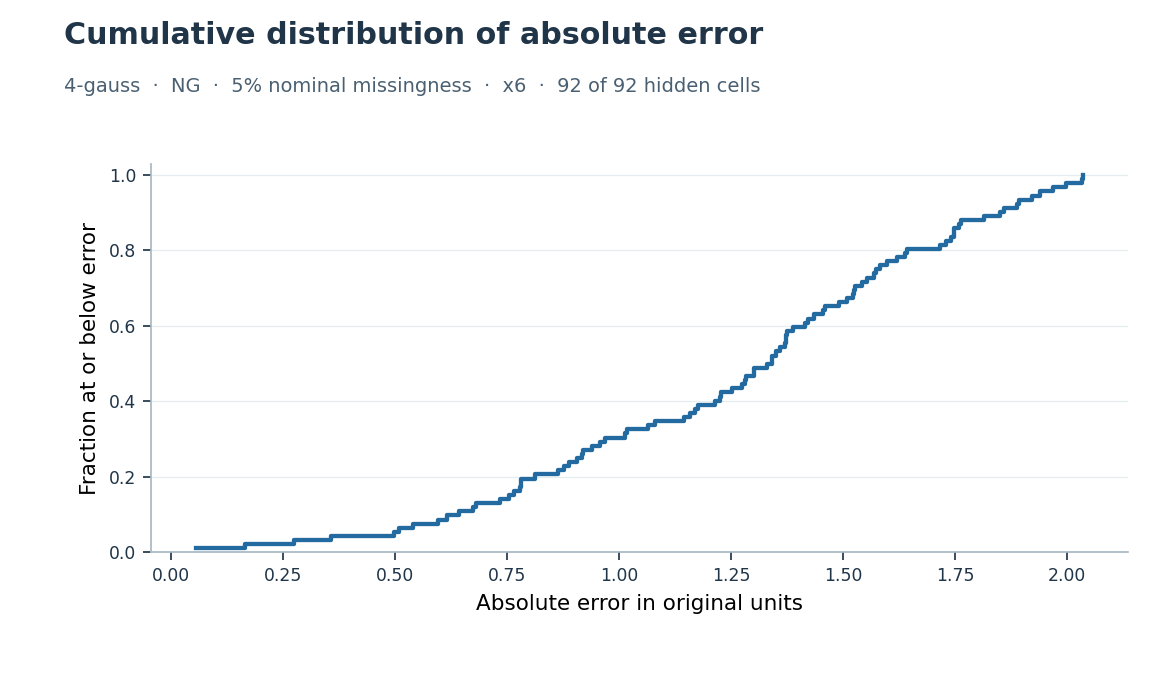 Cumulative distribution of absolute error
4-gauss · NG · 5% nominal missingness · x6 · 92 of 92 hidden cells
Fraction at or below error
1.0
0.8
0.6
0.4
0.2
0.0
0.00 0.25 0.50 0.75 1.00 1.25 1.50 1.75 2.00
Absolute error in original units